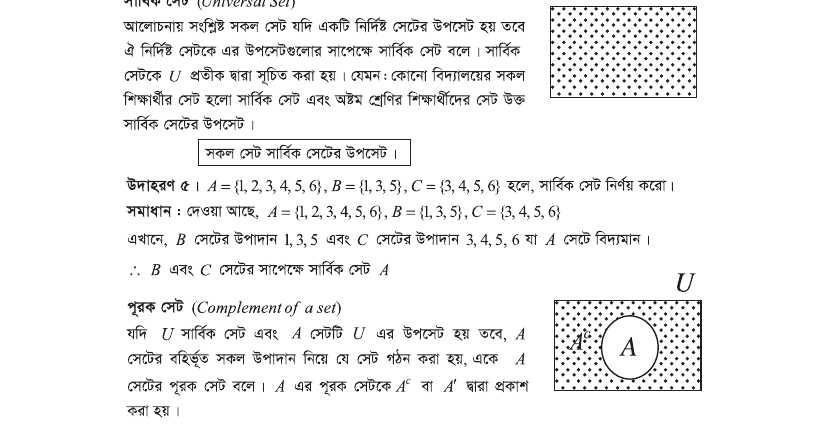 সার্বিক সেট (Universal Set)
আলোচনায় সংশ্লিষ্ট সকল সেট যদি একটি নির্দিষ্ট সেটের উপসেট হয় তবে
ঐ নির্দিষ্ট সেটকে এর উপসেটগুলোর সাপেক্ষে সার্বিক সেট বলে। সার্বিক
সেটকে U প্রতীক দ্বারা সূচিত করা হয়। যেমন: কোনো বিদ্যালয়ের সকল
শিক্ষার্থীর সেট হলো সার্বিক সেট এবং অষ্টম শ্রেণির শিক্ষার্থীদের সেট উক্ত
সার্বিক সেটের উপসেট।
সকল সেট সার্বিক সেটের উপসেট।
উদাহরণ ৫। A = {1, 2, 3, 4, 5, 6}, B = {1, 3, 5}, C = {3, 4, 5, 6} হলে, সার্বিক সেট নির্ণয় করো।
সমাধান : দেওয়া আছে, A = {1, 2, 3, 4, 5, 6}, B = {1, 3, 5}, C = {3, 4, 5, 6}
এখানে, B সেটের উপাদান 1, 3, 5 এবং C সেটের উপাদান 3, 4, 5, 6 যা A সেটে বিদ্যমান।
∴ B এবং C সেটের সাপেক্ষে সার্বিক সেট A
পূরক সেট (Complement of a set)
যদি U সার্বিক সেট এবং A সেটটি U এর উপসেট হয় তবে, A
সেটের বহির্ভূত সকল উপাদান নিয়ে যে সেট গঠন করা হয়, একে A
সেটের পূরক সেট বলে। A এর পূরক সেটকে Aᶜ বা A′ দ্বারা প্রকাশ
করা হয়।
U
Aᶜ
A